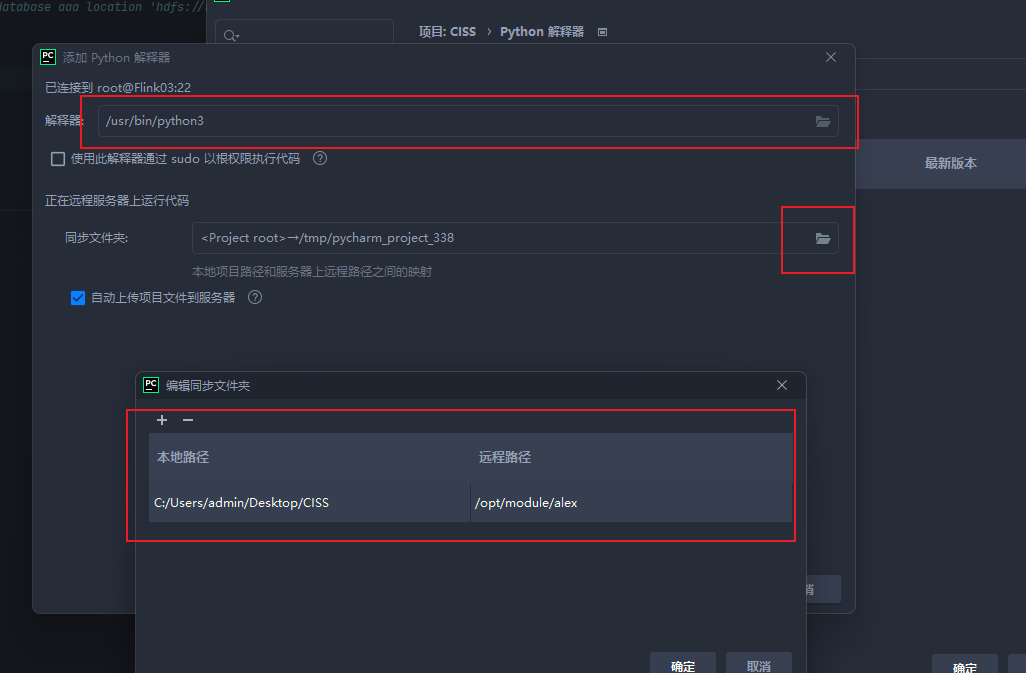 database aaa location 'hdfs://
项目: CISS › Python 解释器
PC 添加 Python 解释器
已连接到 root@Flink03:22
解释器: /usr/bin/python3
使用此解释器通过 sudo 以根权限执行代码 ?
最新版本
正在远程服务器上运行代码
同步文件夹: <Project root>→/tmp/pycharm_project_338
本地项目路径和服务器上远程路径之间的映射
自动上传项目文件到服务器 ?
PC 编辑同步文件夹
+ −
本地路径 远程路径
C:/Users/admin/Desktop/CISS /opt/module/alex
消
确定 取消 确定